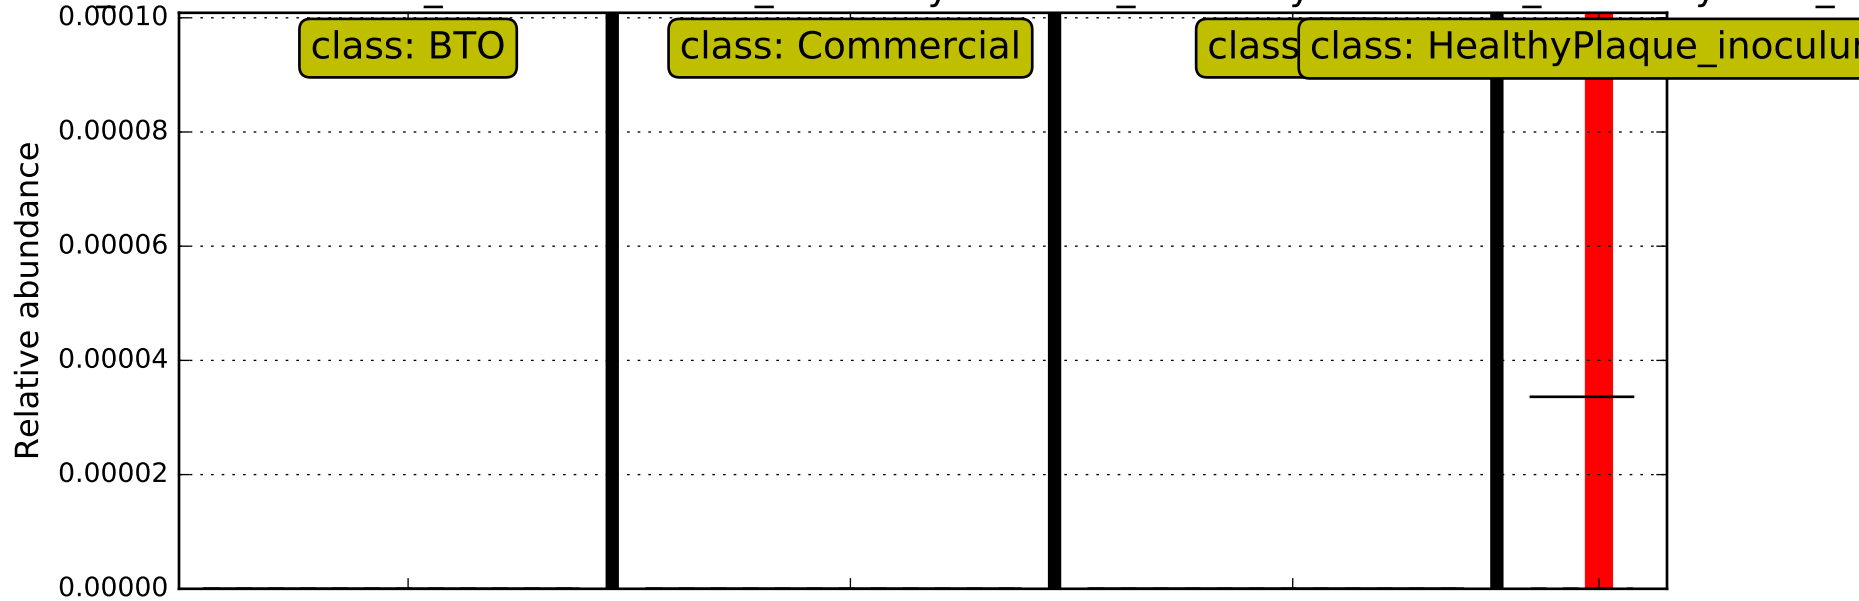 0.00010
class: BTO
class: Commercial
class
class: HealthyPlaque_inoculu
0.00008
0.00006
0.00004
0.00002
0.00000
Relative abundance